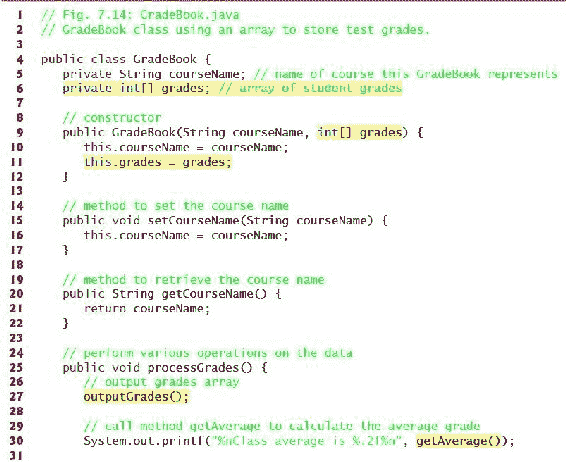 1 // Fig. 7.14: GradeBook.java
2 // GradeBook class using an array to store test grades.
3
4 public class GradeBook {
5 private String courseName; // name of course this GradeBook represents
6 private int[] grades; // array of student grades
7
8 // constructor
9 public GradeBook(String courseName, int[] grades) {
10 this.courseName = courseName;
11 this.grades = grades;
12 }
13
14 // method to set the course name
15 public void setCourseName(String courseName) {
16 this.courseName = courseName;
17 }
18
19 // method to retrieve the course name
20 public String getCourseName() {
21 return courseName;
22 }
23
24 // perform various operations on the data
25 public void processGrades() {
26 // output grades array
27 outputGrades();
28
29 // call method getAverage to calculate the average grade
30 System.out.printf("%nClass average is %.2f%n", getAverage());
31